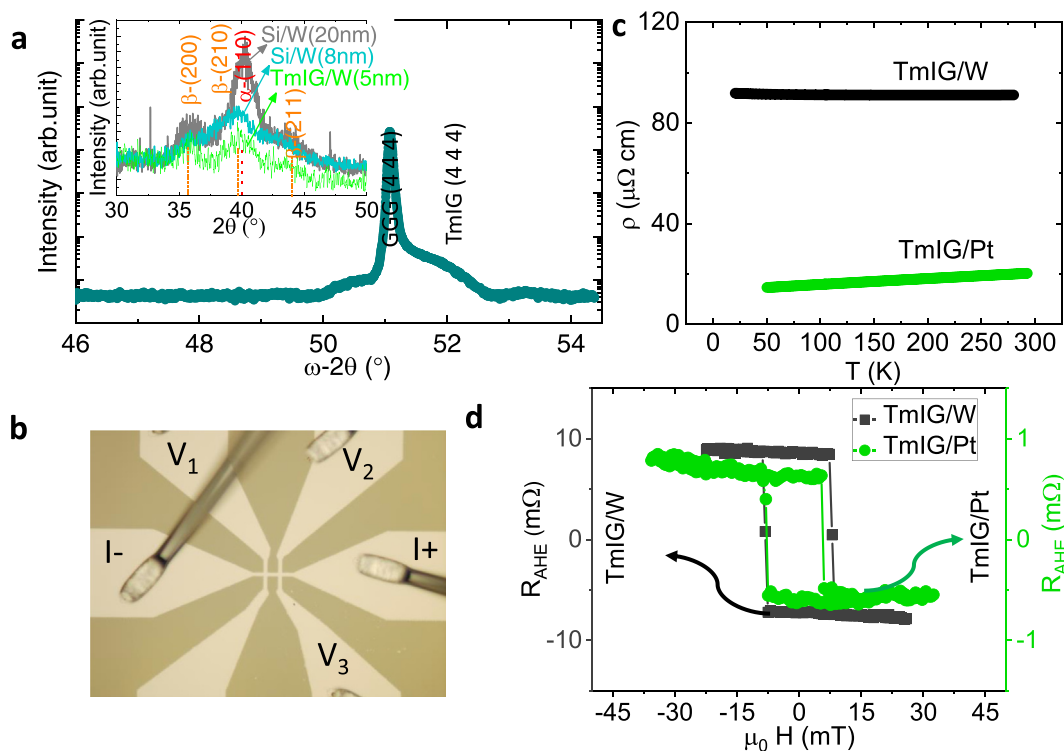 a
Intensity (arb.unit)
Intensity (arb.unit)
β-(200)
β-(210)
α-(110)
β-(211)
Si/W(20nm)
Si/W(8nm)
TmIG/W(5nm)
30 35 40 45 50
2θ (°)
GGG (4 4 4)
TmIG (4 4 4)
46 48 50 52 54
ω-2θ (°)
c
ρ (μΩ cm)
120
80
40
0
TmIG/W
TmIG/Pt
0 50 100 150 200 250 300
T (K)
b
V1
V2
I-
I+
V3
d
TmIG/W
TmIG/Pt
R_AHE (mΩ)
10
0
-10
TmIG/W
TmIG/Pt
1
0
-1
R_AHE (mΩ)
-45 -30 -15 0 15 30 45
μ0 H (mT)